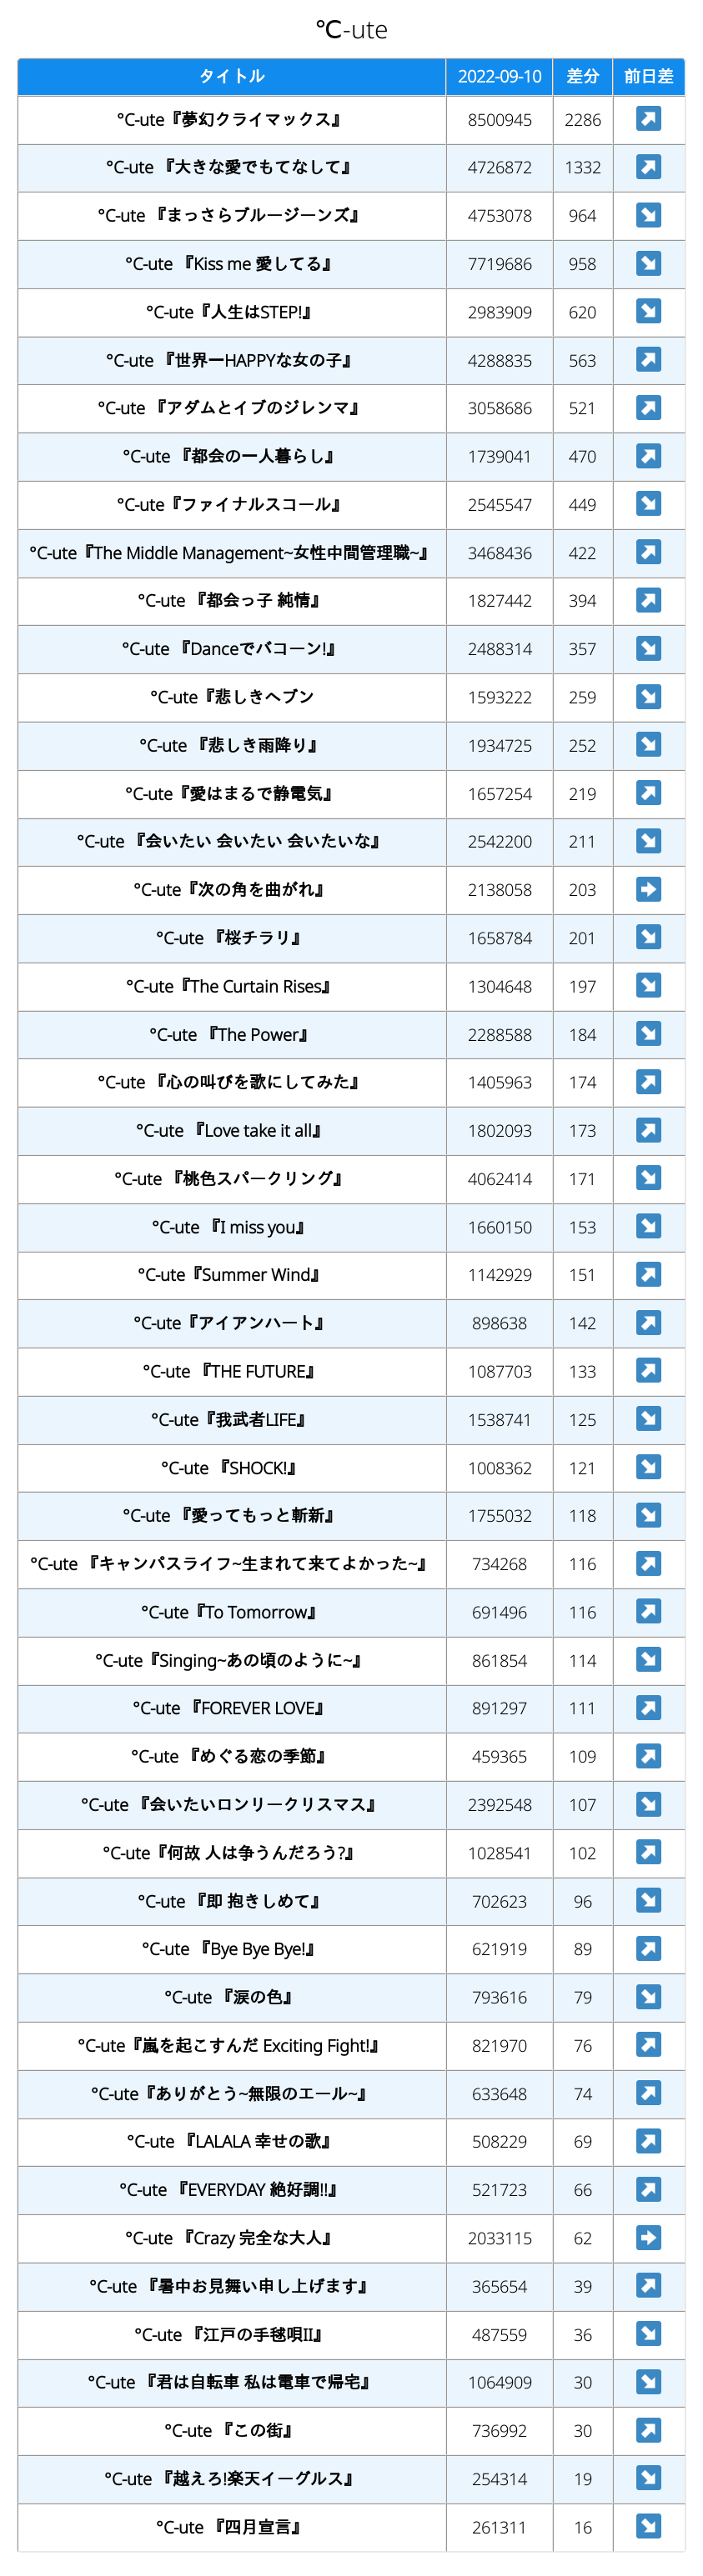 ℃-ute
タイトル 2022-09-10 差分 前日差
℃-ute『夢幻クライマックス』 8500945 2286 ↗
℃-ute 『大きな愛でもてなして』 4726872 1332 ↗
℃-ute 『まっさらブルージーンズ』 4753078 964 ↘
℃-ute 『Kiss me 愛してる』 7719686 958 ↘
℃-ute『人生はSTEP!』 2983909 620 ↘
℃-ute 『世界一HAPPYな女の子』 4288835 563 ↗
℃-ute 『アダムとイブのジレンマ』 3058686 521 ↗
℃-ute 『都会の一人暮らし』 1739041 470 ↗
℃-ute『ファイナルスコール』 2545547 449 ↘
℃-ute『The Middle Management~女性中間管理職~』 3468436 422 ↗
℃-ute 『都会っ子 純情』 1827442 394 ↗
℃-ute 『Danceでバコーン!』 2488314 357 ↘
℃-ute『悲しきヘブン 1593222 259 ↘
℃-ute 『悲しき雨降り』 1934725 252 ↘
℃-ute『愛はまるで静電気』 1657254 219 ↗
℃-ute 『会いたい 会いたい 会いたいな』 2542200 211 ↘
℃-ute『次の角を曲がれ』 2138058 203 ➡
℃-ute 『桜チラリ』 1658784 201 ↘
℃-ute『The Curtain Rises』 1304648 197 ↘
℃-ute 『The Power』 2288588 184 ↘
℃-ute 『心の叫びを歌にしてみた』 1405963 174 ↗
℃-ute 『Love take it all』 1802093 173 ↗
℃-ute 『桃色スパークリング』 4062414 171 ↘
℃-ute 『I miss you』 1660150 153 ↘
℃-ute『Summer Wind』 1142929 151 ↗
℃-ute『アイアンハート』 898638 142 ↗
℃-ute 『THE FUTURE』 1087703 133 ↗
℃-ute『我武者LIFE』 1538741 125 ↘
℃-ute 『SHOCK!』 1008362 121 ↘
℃-ute 『愛ってもっと斬新』 1755032 118 ↘
℃-ute 『キャンパスライフ~生まれて来てよかった~』 734268 116 ↗
℃-ute『To Tomorrow』 691496 116 ↗
℃-ute『Singing~あの頃のように~』 861854 114 ↘
℃-ute 『FOREVER LOVE』 891297 111 ↗
℃-ute 『めぐる恋の季節』 459365 109 ↗
℃-ute 『会いたいロンリークリスマス』 2392548 107 ↘
℃-ute『何故 人は争うんだろう?』 1028541 102 ↗
℃-ute 『即 抱きしめて』 702623 96 ↘
℃-ute 『Bye Bye Bye!』 621919 89 ↗
℃-ute 『涙の色』 793616 79 ↘
℃-ute『嵐を起こすんだ Exciting Fight!』 821970 76 ↗
℃-ute『ありがとう~無限のエール~』 633648 74 ↗
℃-ute 『LALALA 幸せの歌』 508229 69 ↗
℃-ute 『EVERYDAY 絶好調!!』 521723 66 ↗
℃-ute 『Crazy 完全な大人』 2033115 62 ➡
℃-ute 『暑中お見舞い申し上げます』 365654 39 ↗
℃-ute 『江戸の手毬唄II』 487559 36 ↘
℃-ute 『君は自転車 私は電車で帰宅』 1064909 30 ↘
℃-ute 『この街』 736992 30 ↗
℃-ute 『越えろ!楽天イーグルス』 254314 19 ↘
℃-ute 『四月宣言』 261311 16 ↘